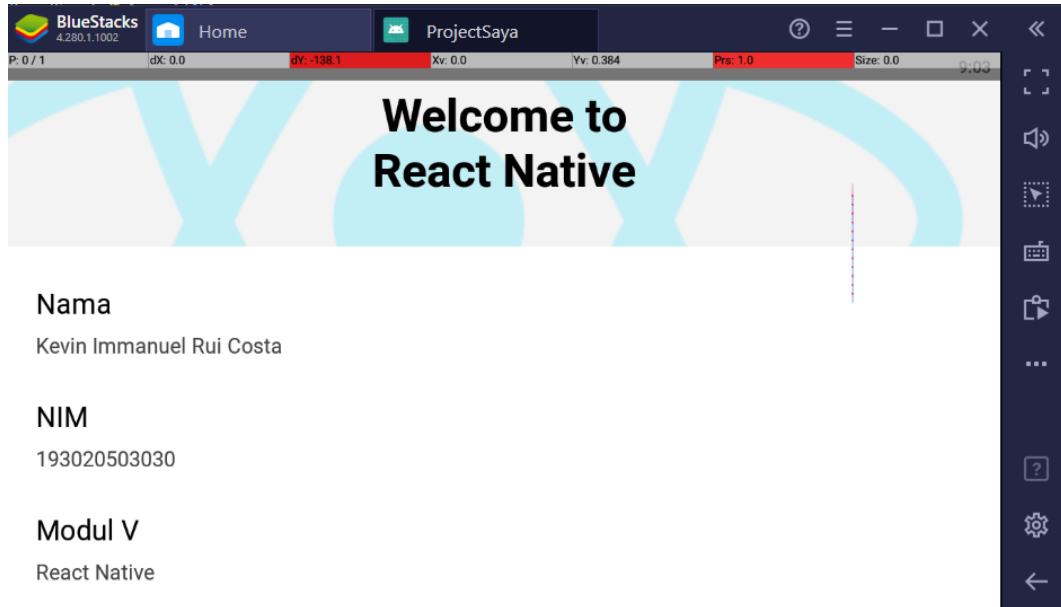 BlueStacks
4.280.1.1002
Home
ProjectSaya
P: 0 / 1 dX: 0.0 dY: -138.1 Xv: 0.0 Yv: 0.384 Prs: 1.0 Size: 0.0
9:03
Welcome to
React Native
Nama
Kevin Immanuel Rui Costa
NIM
193020503030
Modul V
React Native